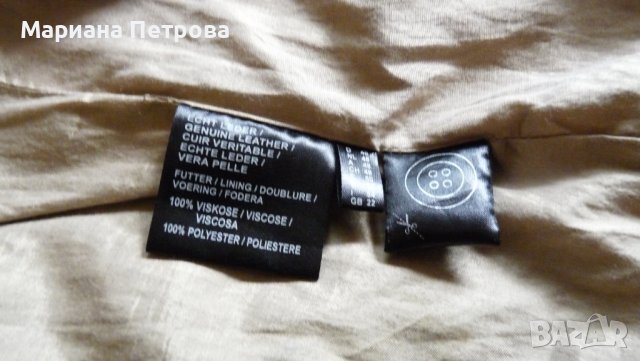 Мариана Петрова
ECHT LEDER /
GENUINE LEATHER /
CUIR VERITABLE /
ECHTE LEDER /
VERA PELLE
FUTTER / LINING / DOUBLURE /
VOERING / FODERA
100% VISKOSE / VISCOSE /
VISCOSA
100% POLYESTER / POLIESTERE
GB 22
BAZAR